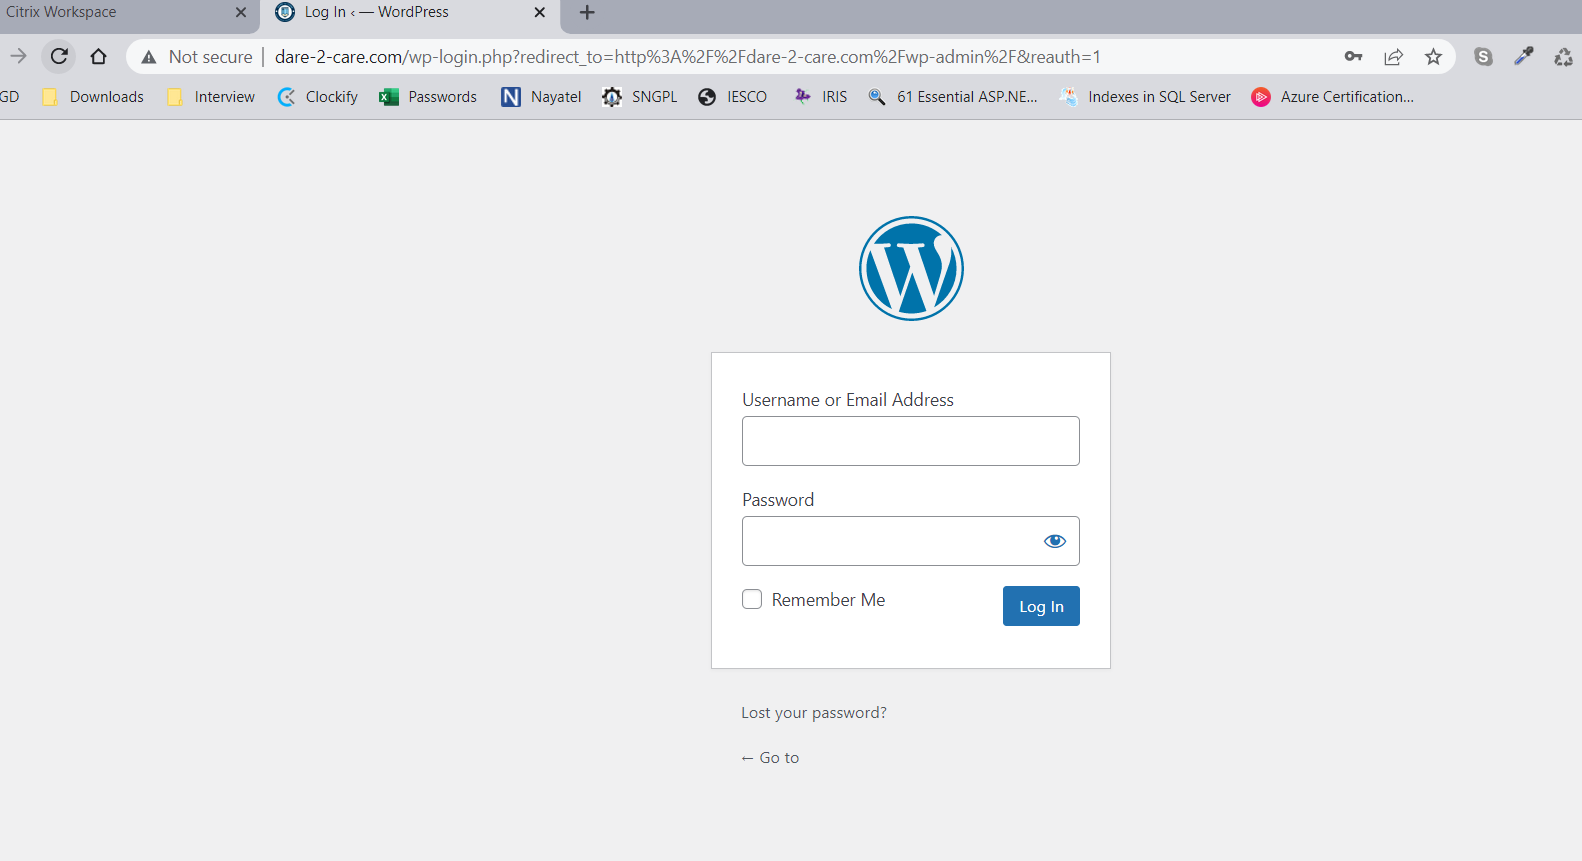 Citrix Workspace
Log In ‹ — WordPress
Not secure
dare-2-care.com/wp-login.php?redirect_to=http%3A%2F%2Fdare-2-care.com%2Fwp-admin%2F&reauth=1
GD
Downloads
Interview
Clockify
Passwords
Nayatel
SNGPL
IESCO
IRIS
61 Essential ASP.NE...
Indexes in SQL Server
Azure Certification...
Username or Email Address
Password
Remember Me
Log In
Lost your password?
← Go to